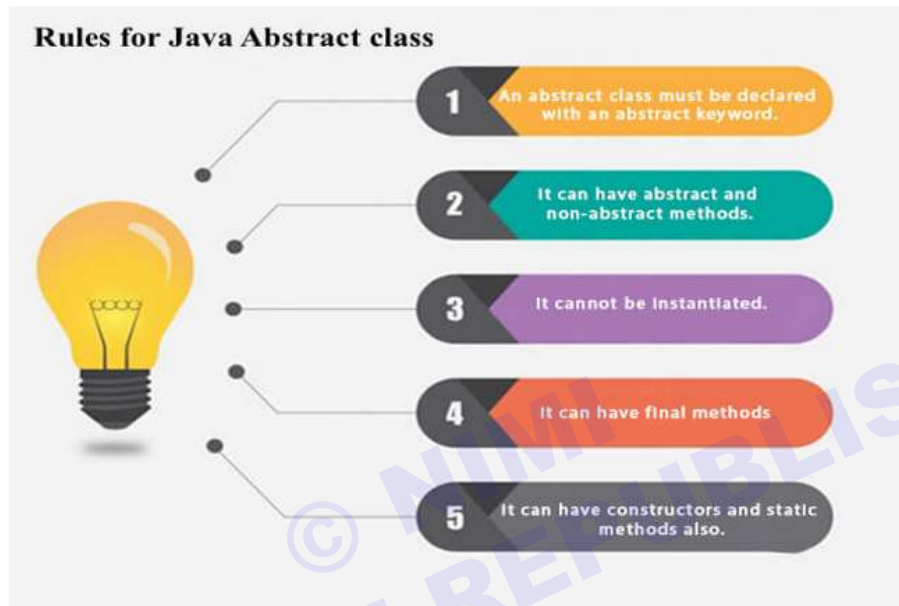 Rules for Java Abstract class
1
An abstract class must be declared
with an abstract keyword.
2
It can have abstract and
non-abstract methods.
3
It cannot be instantiated.
4
It can have final methods
5
It can have constructors and static
methods also.
© NIMI
REPUBLIS